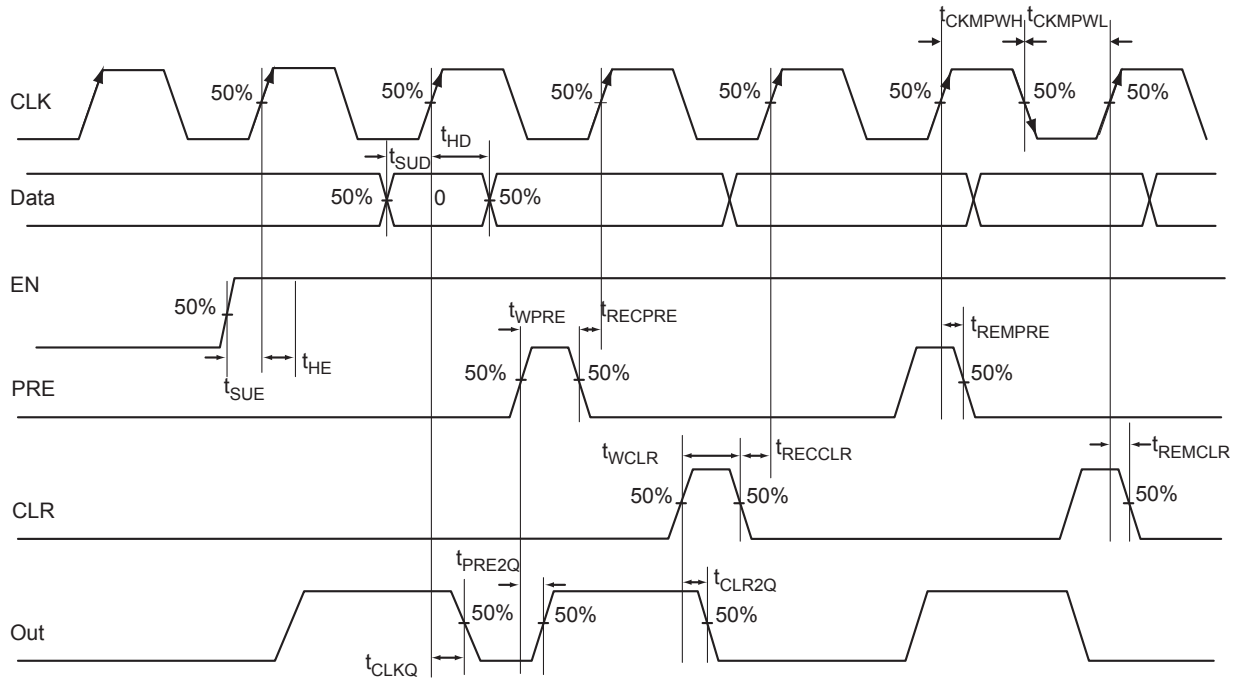 tCKMPWH tCKMPWL
CLK 50% 50% 50% 50% 50% 50% 50%
tSUD tHD
Data 50% 0 50%
EN
50%
tSUE tHE tWPRE tRECPRE tREMPRE
PRE 50% 50% 50%
tWCLR tRECCLR tREMCLR
CLR 50% 50% 50%
tPRE2Q tCLR2Q
Out 50% 50% 50%
tCLKQ